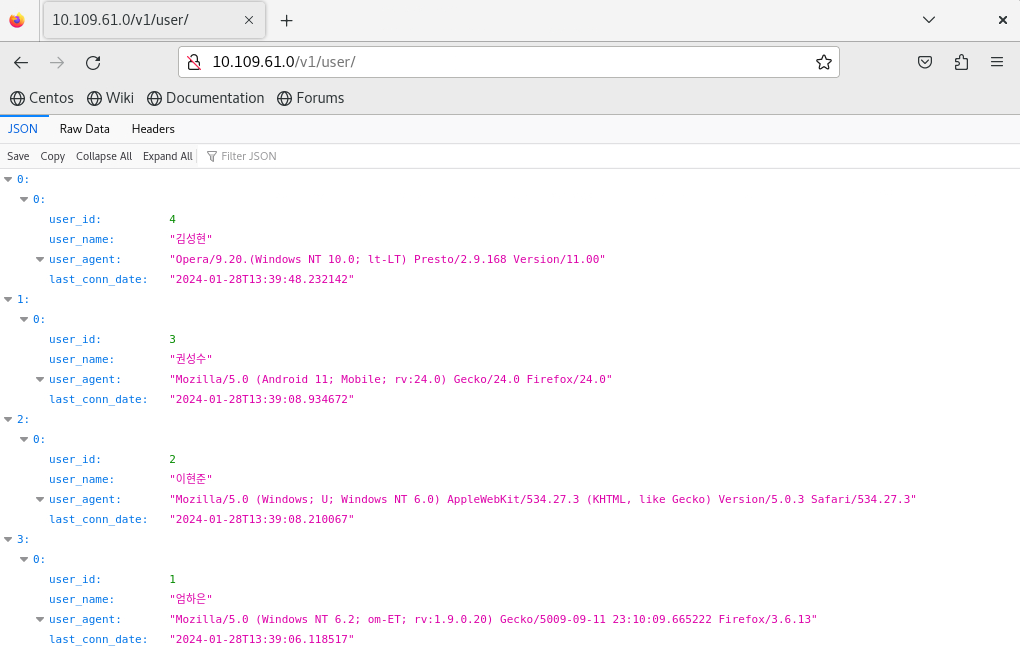 10.109.61.0/v1/user/
10.109.61.0/v1/user/
Centos Wiki Documentation Forums
JSON Raw Data Headers
Save Copy Collapse All Expand All Filter JSON
0:
0:
user_id: 4
user_name: "김성현"
user_agent: "Opera/9.20.(Windows NT 10.0; lt-LT) Presto/2.9.168 Version/11.00"
last_conn_date: "2024-01-28T13:39:48.232142"
1:
0:
user_id: 3
user_name: "권성수"
user_agent: "Mozilla/5.0 (Android 11; Mobile; rv:24.0) Gecko/24.0 Firefox/24.0"
last_conn_date: "2024-01-28T13:39:08.934672"
2:
0:
user_id: 2
user_name: "이현준"
user_agent: "Mozilla/5.0 (Windows; U; Windows NT 6.0) AppleWebKit/534.27.3 (KHTML, like Gecko) Version/5.0.3 Safari/534.27.3"
last_conn_date: "2024-01-28T13:39:08.210067"
3:
0:
user_id: 1
user_name: "엄하은"
user_agent: "Mozilla/5.0 (Windows NT 6.2; om-ET; rv:1.9.0.20) Gecko/5009-09-11 23:10:09.665222 Firefox/3.6.13"
last_conn_date: "2024-01-28T13:39:06.118517"